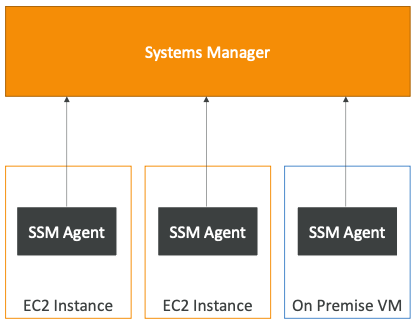 Systems Manager
SSM Agent
SSM Agent
SSM Agent
EC2 Instance
EC2 Instance
On Premise VM